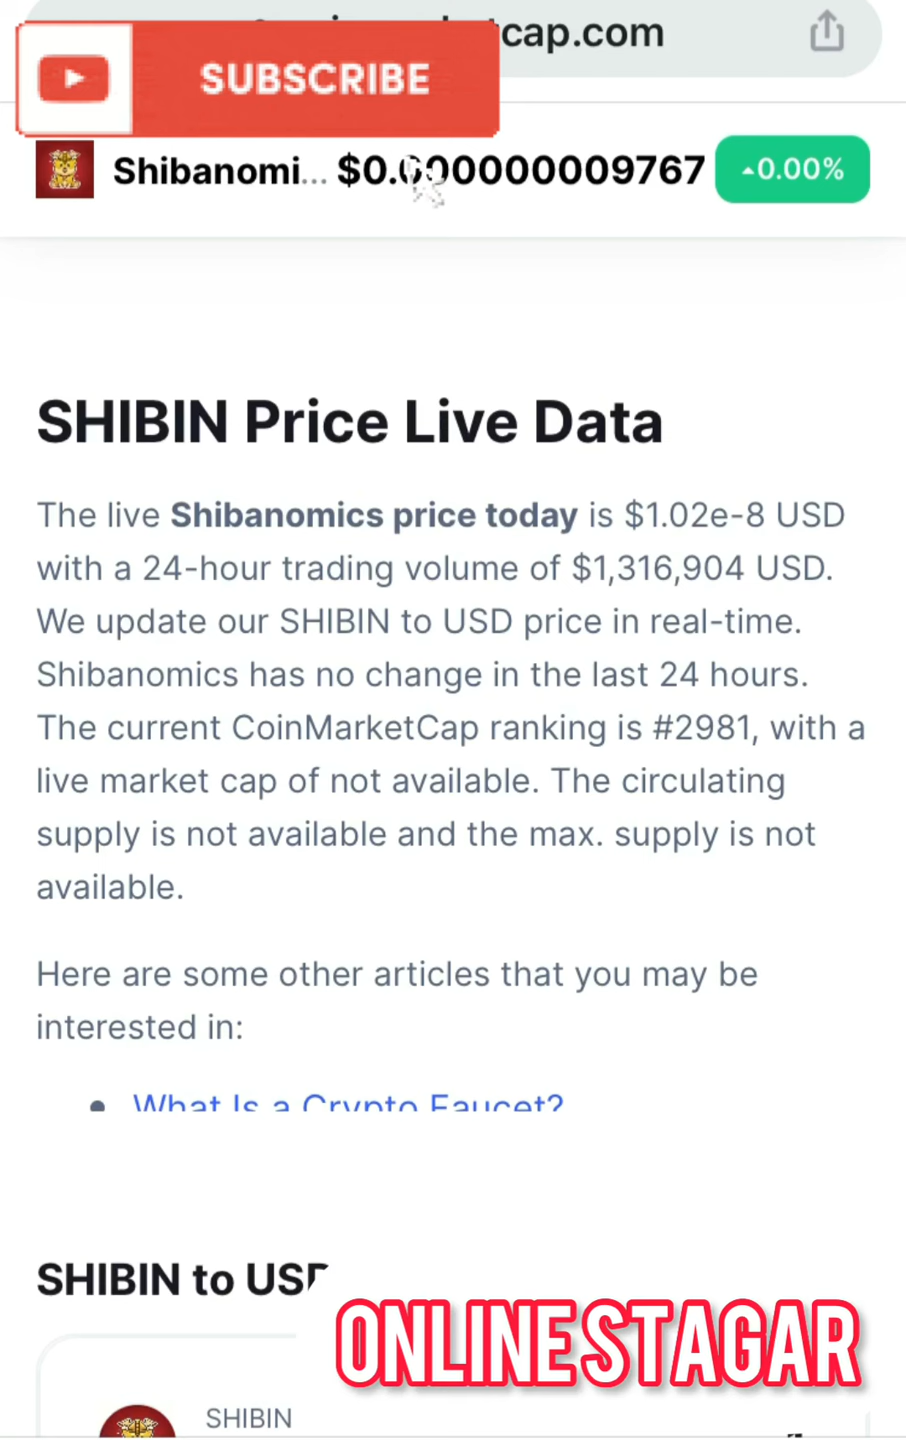 cap.com
SUBSCRIBE
Shibanomi... $0.000000009767 0.00%
SHIBIN Price Live Data
The live Shibanomics price today is $1.02e-8 USD
with a 24-hour trading volume of $1,316,904 USD.
We update our SHIBIN to USD price in real-time.
Shibanomics has no change in the last 24 hours.
The current CoinMarketCap ranking is #2981, with a
live market cap of not available. The circulating
supply is not available and the max. supply is not
available.
Here are some other articles that you may be
interested in:
• What Is a Crypto Faucet?
SHIBIN to USD
ONLINE STAGAR
SHIBIN